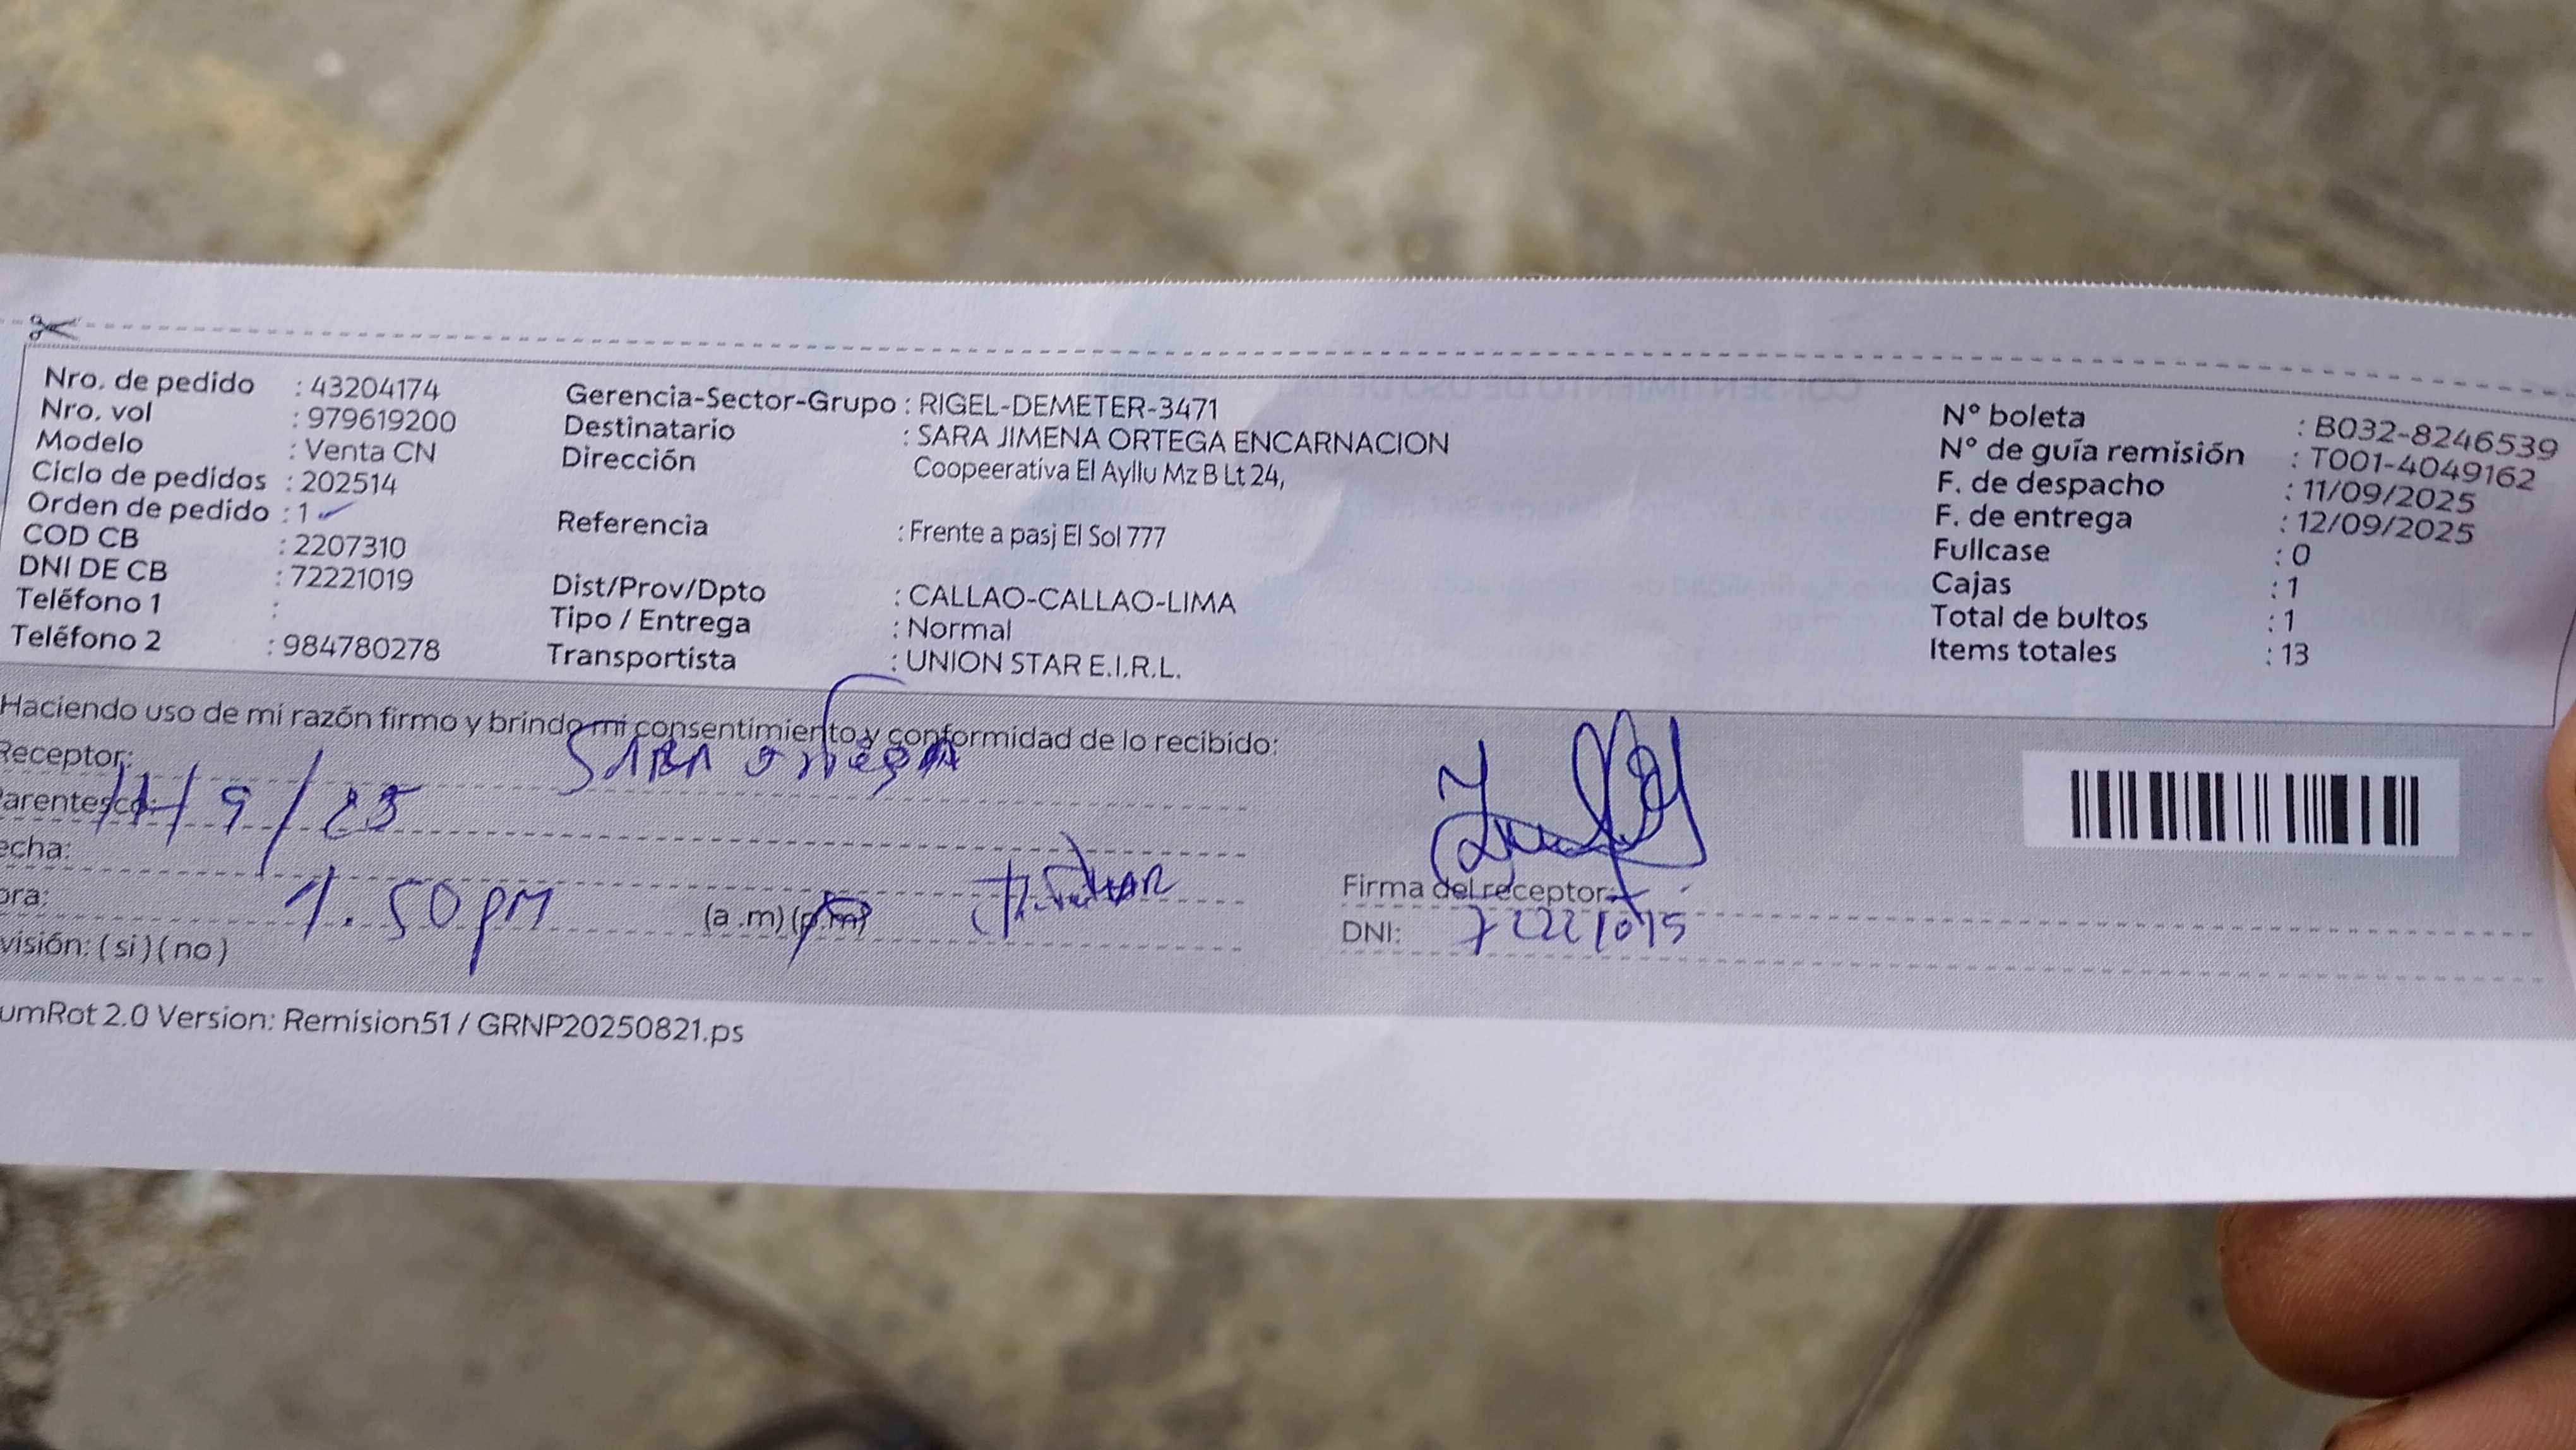 Nro. de pedido : 43204174
Nro. vol : 979619200
Modelo : Venta CN
Ciclo de pedidos : 202514
Orden de pedido : 1
COD CB : 2207310
DNI DE CB : 72221019
Teléfono 1 :
Teléfono 2 : 984780278
Gerencia-Sector-Grupo : RIGEL-DEMETER-3471
Destinatario : SARA JIMENA ORTEGA ENCARNACION
Dirección Coopeerativa El Ayllu Mz B Lt 24,
Referencia : Frente a pasj El Sol 777
Dist/Prov/Dpto : CALLAO-CALLAO-LIMA
Tipo / Entrega : Normal
Transportista : UNION STAR E.I.R.L.
N° boleta : B032-8246539
N° de guía remisión : T001-4049162
F. de despacho : 11/09/2025
F. de entrega : 12/09/2025
Fullcase : 0
Cajas : 1
Total de bultos : 1
Items totales : 13
Haciendo uso de mi razón firmo y brindo mi consentimiento y conformidad de lo recibido:
Receptor: SARA ORTEGA
arentesco: 11/9/25
echa:
ora: 1.50 PM (a.m) (p.m)
visión: ( si ) ( no )
Firma del receptor:
DNI:
umRot 2.0 Version: Remision51 / GRNP20250821.ps